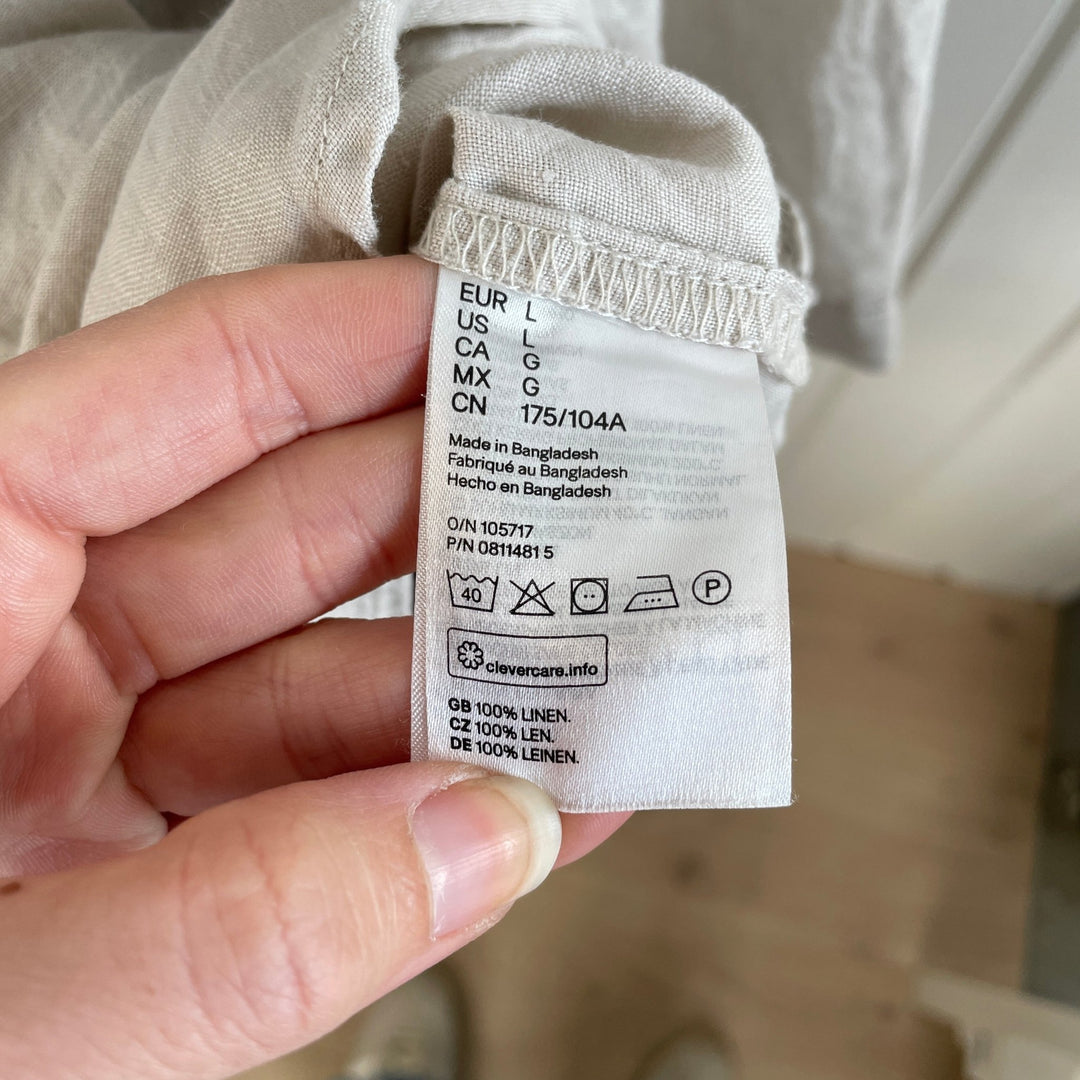 EUR L
US L
CA G
MX G
CN 175/104A
Made in Bangladesh
Fabriqué au Bangladesh
Hecho en Bangladesh
O/N 105717
P/N 0811481 5
40
P
clevercare.info
GB 100% LINEN.
CZ 100% LEN.
DE 100% LEINEN.